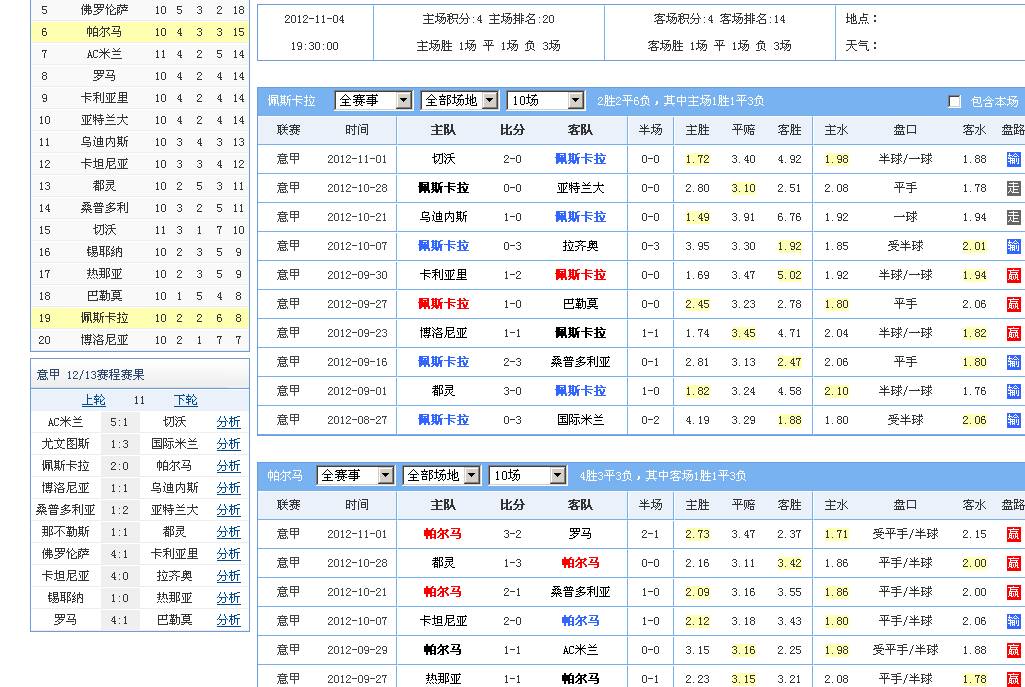 5 佛罗伦萨 10 5 3 2 18
6 帕尔马 10 4 3 3 15
7 AC米兰 11 4 2 5 14
8 罗马 10 4 2 4 14
9 卡利亚里 10 4 2 4 14
10 亚特兰大 10 4 2 4 14
11 乌迪内斯 10 3 4 3 13
12 卡坦尼亚 10 3 3 4 12
13 都灵 10 2 5 3 11
14 桑普多利 10 3 2 5 11
15 切沃 11 3 1 7 10
16 锡耶纳 10 2 3 5 9
17 热那亚 10 2 3 5 9
18 巴勒莫 10 1 5 4 8
19 佩斯卡拉 10 2 2 6 8
20 博洛尼亚 10 2 1 7 7
意甲 12/13赛程赛果
上轮 11 下轮
AC米兰 5:1 切沃 分析
尤文图斯 1:3 国际米兰 分析
佩斯卡拉 2:0 帕尔马 分析
博洛尼亚 1:1 乌迪内斯 分析
桑普多利亚 1:2 亚特兰大 分析
那不勒斯 1:1 都灵 分析
佛罗伦萨 4:1 卡利亚里 分析
卡坦尼亚 4:0 拉齐奥 分析
锡耶纳 1:0 热那亚 分析
罗马 4:1 巴勒莫 分析
2012-11-04 主场积分:4 主场排名:20 客场积分:4 客场排名:14 地点：
19:30:00 主场胜 1场 平 1场 负 3场 客场胜 1场 平 1场 负 3场 天气：
佩斯卡拉 全赛事 全部场地 10场 2胜2平6负，其中主场1胜1平3负 包含本场
联赛 时间 主队 比分 客队 半场 主胜 平赔 客胜 主水 盘口 客水 盘路
意甲 2012-11-01 切沃 2-0 佩斯卡拉 0-0 1.72 3.40 4.92 1.98 半球/一球 1.88 输
意甲 2012-10-28 佩斯卡拉 0-0 亚特兰大 0-0 2.80 3.10 2.51 2.08 平手 1.78 走
意甲 2012-10-21 乌迪内斯 1-0 佩斯卡拉 0-0 1.49 3.91 6.76 1.92 一球 1.94 走
意甲 2012-10-07 佩斯卡拉 0-3 拉齐奥 0-3 3.95 3.30 1.92 1.85 受半球 2.01 输
意甲 2012-09-30 卡利亚里 1-2 佩斯卡拉 0-0 1.69 3.47 5.02 1.92 半球/一球 1.94 赢
意甲 2012-09-27 佩斯卡拉 1-0 巴勒莫 0-0 2.45 3.23 2.78 1.80 平手 2.06 赢
意甲 2012-09-23 博洛尼亚 1-1 佩斯卡拉 1-1 1.74 3.45 4.71 2.04 半球/一球 1.82 赢
意甲 2012-09-16 佩斯卡拉 2-3 桑普多利亚 0-1 2.81 3.13 2.47 2.06 平手 1.80 输
意甲 2012-09-01 都灵 3-0 佩斯卡拉 1-0 1.82 3.24 4.58 2.10 半球/一球 1.76 输
意甲 2012-08-27 佩斯卡拉 0-3 国际米兰 0-2 4.19 3.29 1.88 1.80 受半球 2.06 输
帕尔马 全赛事 全部场地 10场 4胜3平3负，其中客场1胜1平3负
联赛 时间 主队 比分 客队 半场 主胜 平赔 客胜 主水 盘口 客水 盘路
意甲 2012-11-01 帕尔马 3-2 罗马 2-1 2.73 3.47 2.37 1.71 受平手/半球 2.15 赢
意甲 2012-10-28 都灵 1-3 帕尔马 0-0 2.16 3.11 3.42 1.86 平手/半球 2.00 赢
意甲 2012-10-21 帕尔马 2-1 桑普多利亚 1-0 2.09 3.16 3.55 1.86 平手/半球 2.00 赢
意甲 2012-10-07 卡坦尼亚 2-0 帕尔马 1-0 2.12 3.18 3.43 1.80 平手/半球 2.06 输
意甲 2012-09-29 帕尔马 1-1 AC米兰 0-0 3.15 3.16 2.25 1.98 受平手/半球 1.88 赢
意甲 2012-09-27 热那亚 1-1 帕尔马 0-1 2.23 3.15 3.21 2.08 平手/半球 1.78 赢